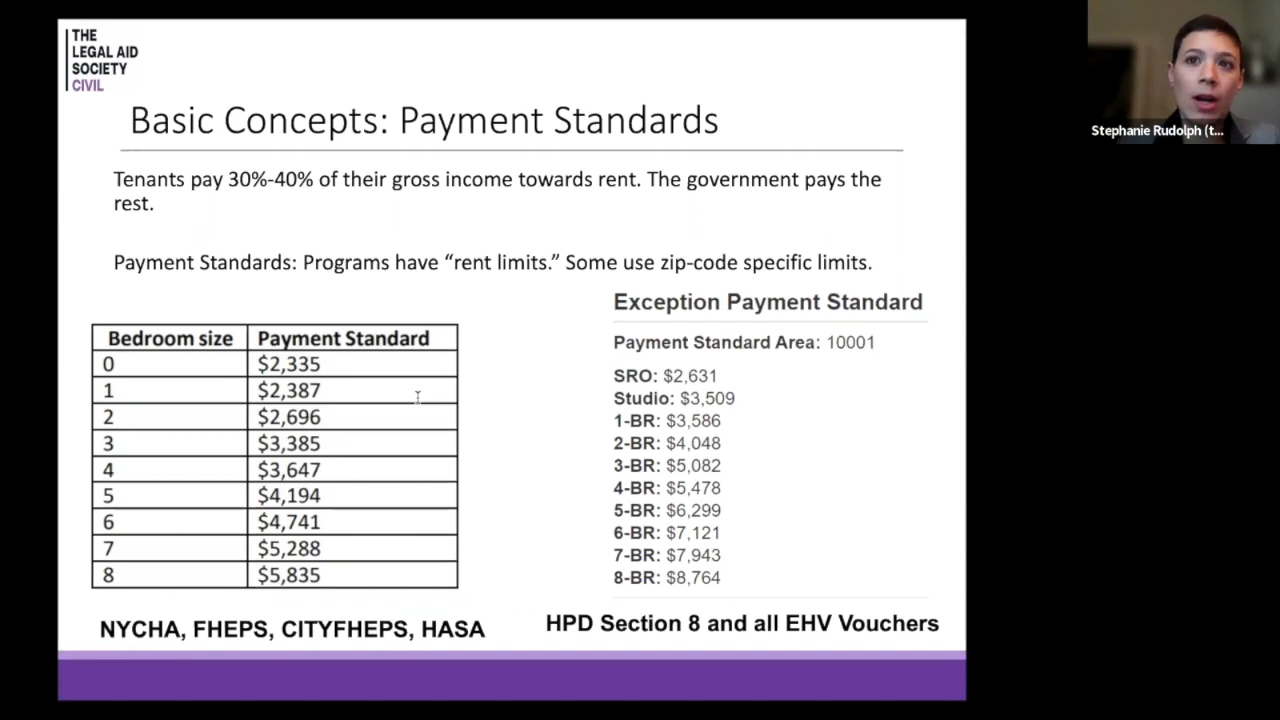 THE
LEGAL AID
SOCIETY
CIVIL
Basic Concepts: Payment Standards
Tenants pay 30%-40% of their gross income towards rent. The government pays the
rest.
Payment Standards: Programs have “rent limits.” Some use zip-code specific limits.
Bedroom size Payment Standard
0 $2,335
1 $2,387
2 $2,696
3 $3,385
4 $3,647
5 $4,194
6 $4,741
7 $5,288
8 $5,835
NYCHA, FHEPS, CITYFHEPS, HASA
Exception Payment Standard
Payment Standard Area: 10001
SRO: $2,631
Studio: $3,509
1-BR: $3,586
2-BR: $4,048
3-BR: $5,082
4-BR: $5,478
5-BR: $6,299
6-BR: $7,121
7-BR: $7,943
8-BR: $8,764
HPD Section 8 and all EHV Vouchers
Stephanie Rudolph (t...